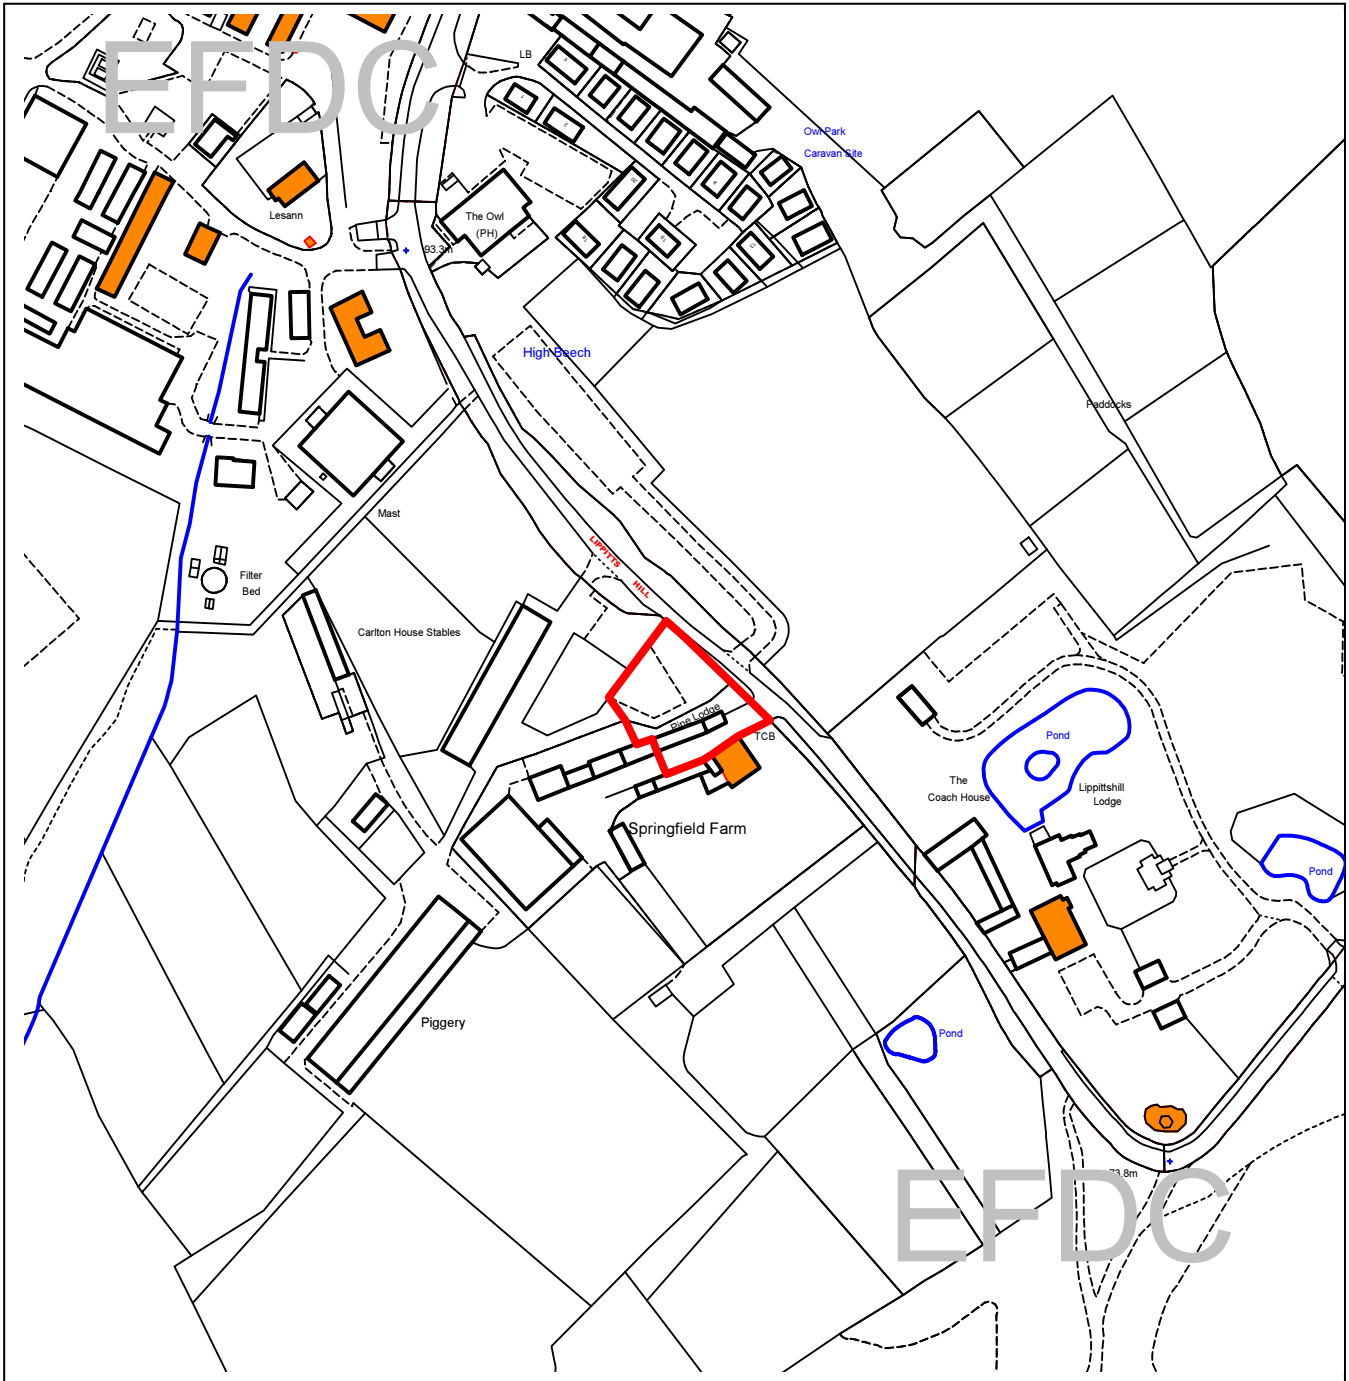 EFDC
LB
Owl Park
Caravan Site
Lesann
The Owl
(PH)
93.3m
High Beech
Paddocks
Mast
LIPPITTS HILL
Filter
Bed
Carlton House Stables
Pine Lodge
TCB
Pond
The
Coach House
Lippittshill
Lodge
Springfield Farm
Pond
Piggery
Pond
73.8m
EFDC